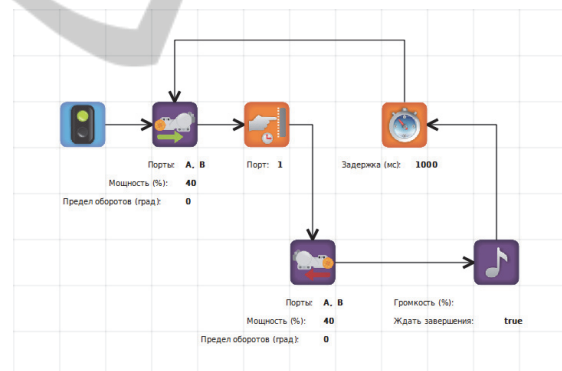 Порты: A, B
Мощность (%): 40
Предел оборотов (град.): 0
Порт: 1
Задержка (мс): 1000
Порты: A, B
Мощность (%): 40
Предел оборотов (град.): 0
Громкость (%):
Ждать завершения: true